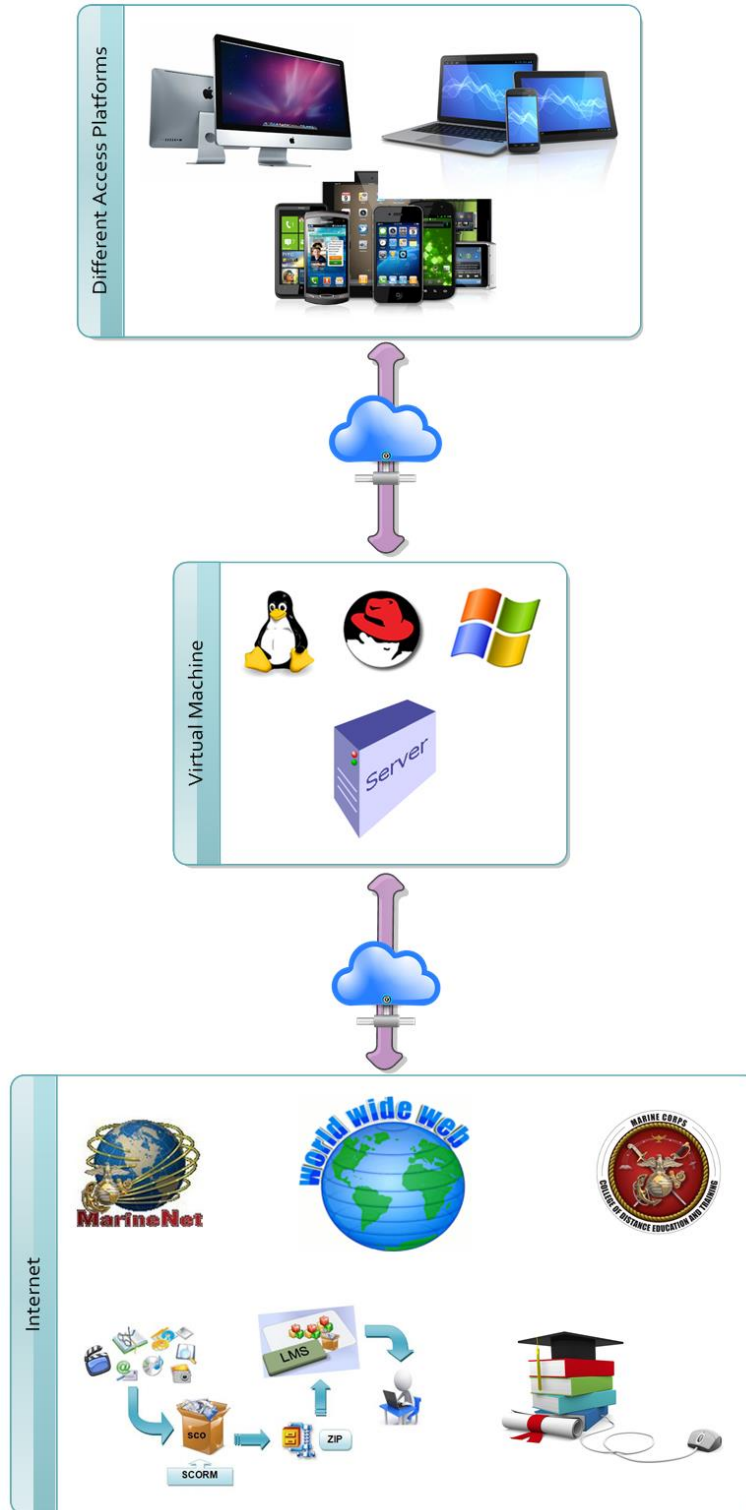 Different Access Platforms
Virtual Machine
Server
Internet
MarineNet
world wide web
MARINE CORPS
COLLEGE OF DISTANCE EDUCATION AND TRAINING
LMS
SCO
ZIP
SCORM